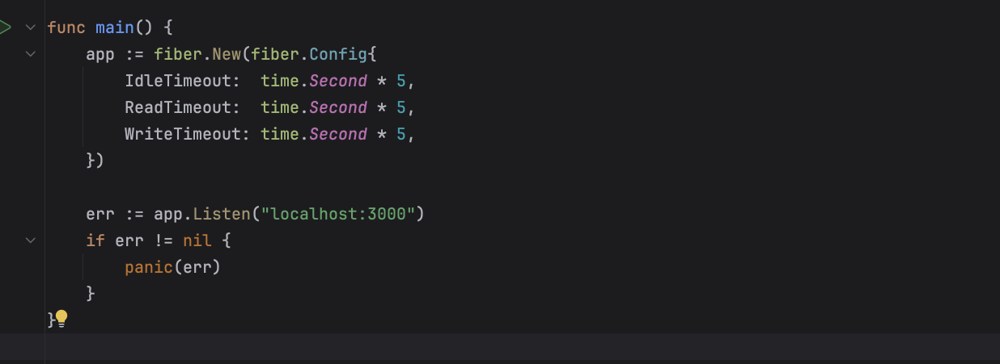 func main() {
    app := fiber.New(fiber.Config{
        IdleTimeout:  time.Second * 5,
        ReadTimeout:  time.Second * 5,
        WriteTimeout: time.Second * 5,
    })

    err := app.Listen("localhost:3000")
    if err != nil {
        panic(err)
    }
}